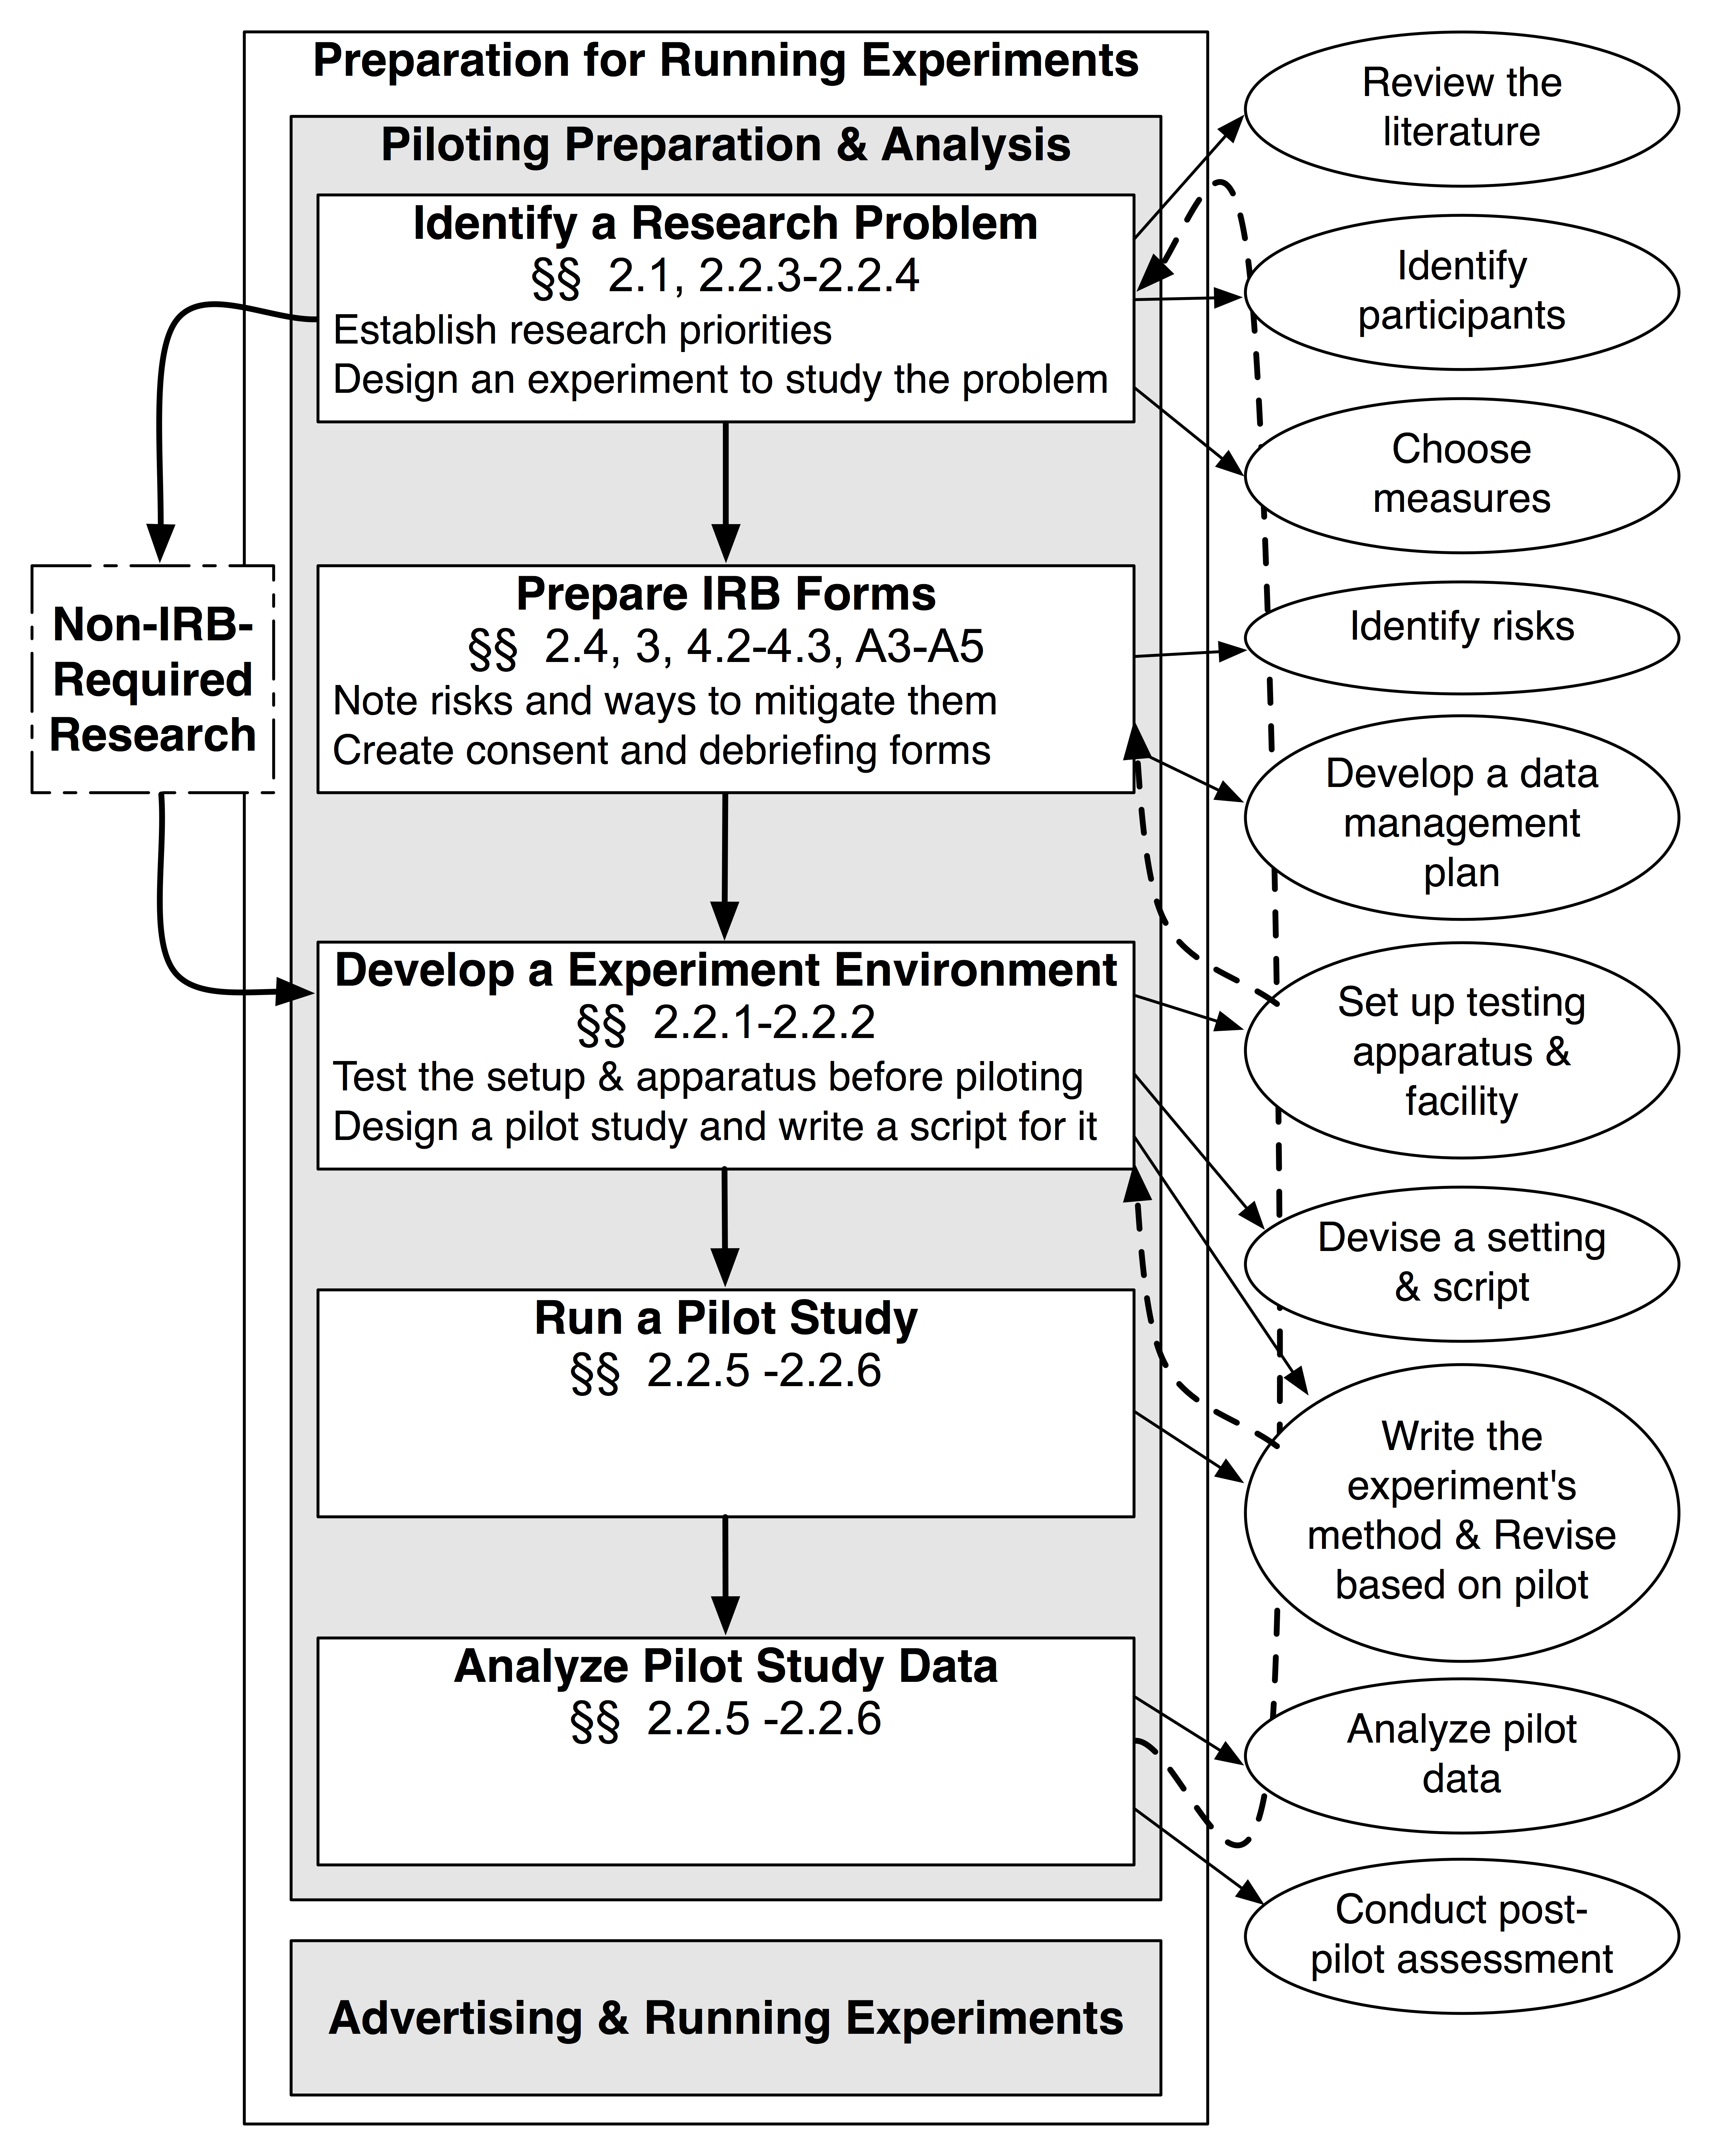 Preparation for Running Experiments
Piloting Preparation & Analysis
Identify a Research Problem
§§ 2.1, 2.2.3-2.2.4
Establish research priorities
Design an experiment to study the problem
Non-IRB-
Required
Research
Prepare IRB Forms
§§ 2.4, 3, 4.2-4.3, A3-A5
Note risks and ways to mitigate them
Create consent and debriefing forms
Develop a Experiment Environment
§§ 2.2.1-2.2.2
Test the setup & apparatus before piloting
Design a pilot study and write a script for it
Run a Pilot Study
§§ 2.2.5 -2.2.6
Analyze Pilot Study Data
§§ 2.2.5 -2.2.6
Advertising & Running Experiments
Review the
literature
Identify
participants
Choose
measures
Identify risks
Develop a data
management
plan
Set up testing
apparatus &
facility
Devise a setting
& script
Write the
experiment's
method & Revise
based on pilot
Analyze pilot
data
Conduct post-
pilot assessment